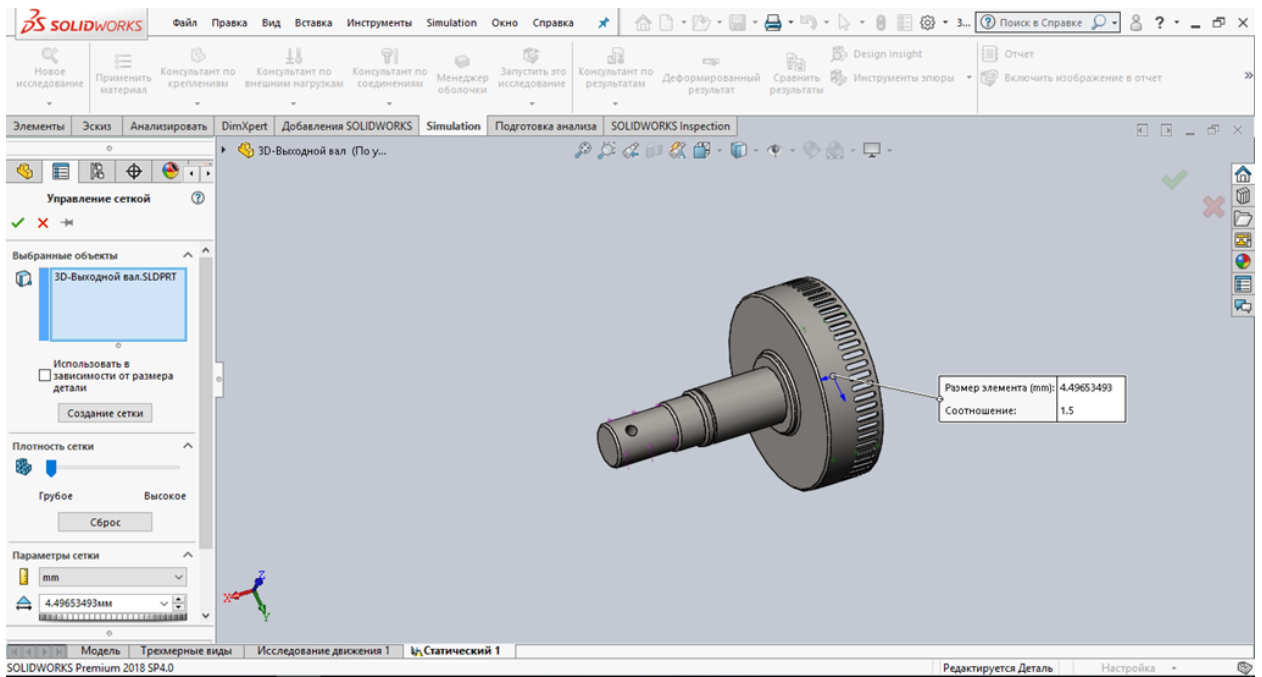 SOLIDWORKS
Файл Правка Вид Вставка Инструменты Simulation Окно Справка
З...
Поиск в Справке
Новое исследование
Применить материал
Консультант по креплениям
Консультант по внешним нагрузкам
Консультант по соединениям
Менеджер оболочки
Запустить это исследование
Консультант по результатам
Деформированный результат
Сравнить результаты
Design Insight
Инструменты эпюры
Отчет
Включить изображение в отчет
Элементы Эскиз Анализировать DimXpert Добавления SOLIDWORKS Simulation Подготовка анализа SOLIDWORKS Inspection
3D-Выходной вал (По у...
Управление сеткой
Выбранные объекты
3D-Выходной вал.SLDPRT
Использовать в
зависимости от размера
детали
Создание сетки
Плотность сетки
Грубое Высокое
Сброс
Параметры сетки
mm
4.49653493мм
Размер элемента (mm): 4.49653493
Соотношение: 1.5
Z
X
Y
Модель Трехмерные виды Исследование движения 1 Статический 1
SOLIDWORKS Premium 2018 SP4.0
Редактируется Деталь
Настройка